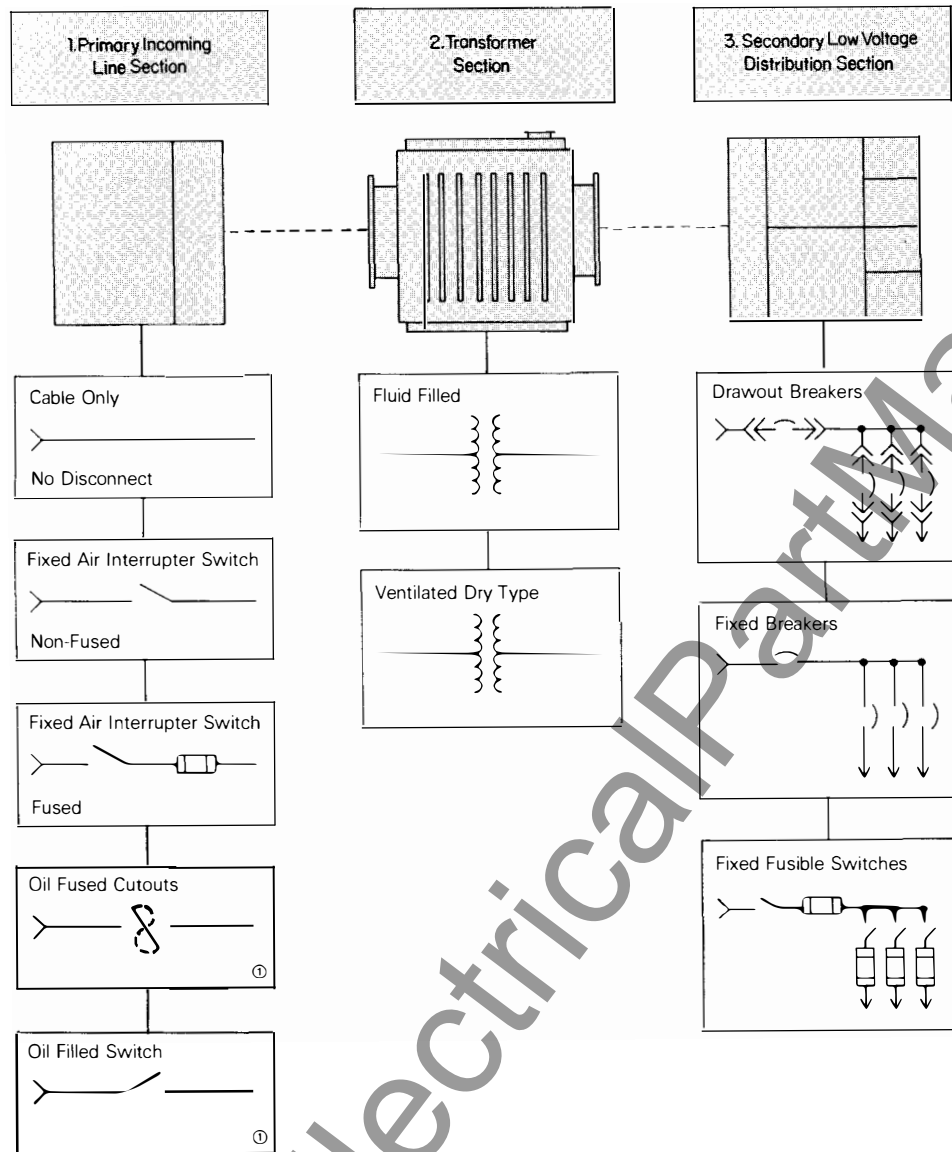 1. Primary Incoming
Line Section
2. Transformer
Section
3. Secondary Low Voltage
Distribution Section
Cable Only
No Disconnect
Fixed Air Interrupter Switch
Non-Fused
Fixed Air Interrupter Switch
Fused
Oil Fused Cutouts
①
Oil Filled Switch
①
Fluid Filled
Ventilated Dry Type
Drawout Breakers
Fixed Breakers
Fixed Fusible Switches
lectricalPartMa